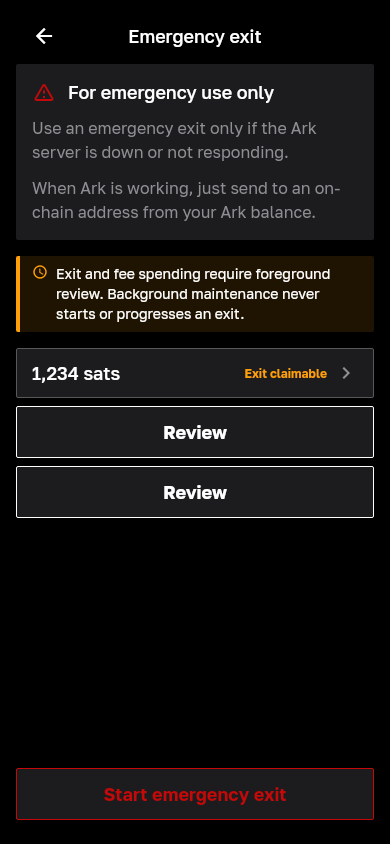 Emergency exit
For emergency use only
Use an emergency exit only if the Ark
server is down or not responding.
When Ark is working, just send to an on-
chain address from your Ark balance.
Exit and fee spending require foreground
review. Background maintenance never
starts or progresses an exit.
1,234 sats Exit claimable
Review
Review
Start emergency exit